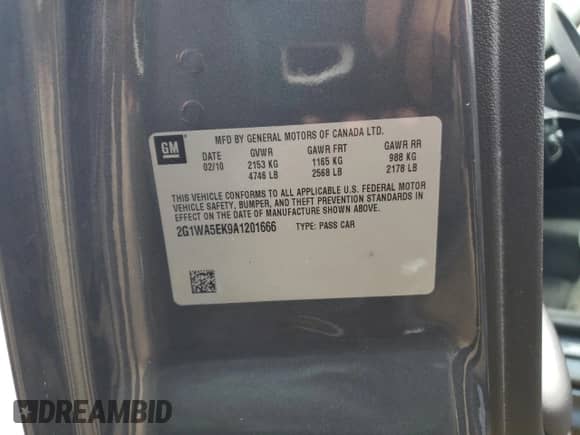 GM
MFD BY GENERAL MOTORS OF CANADA LTD.
DATE GVWR GAWR FRT GAWR RR
02/10 2153 KG 1165 KG 988 KG
4746 LB 2568 LB 2178 LB
THIS VEHICLE CONFORMS TO ALL APPLICABLE U.S. FEDERAL MOTOR
VEHICLE SAFETY, BUMPER, AND THEFT PREVENTION STANDARDS IN
EFFECT ON THE DATE OF MANUFACTURE SHOWN ABOVE.
2G1WA5EK9A1201666 TYPE: PASS CAR
DREAMBID